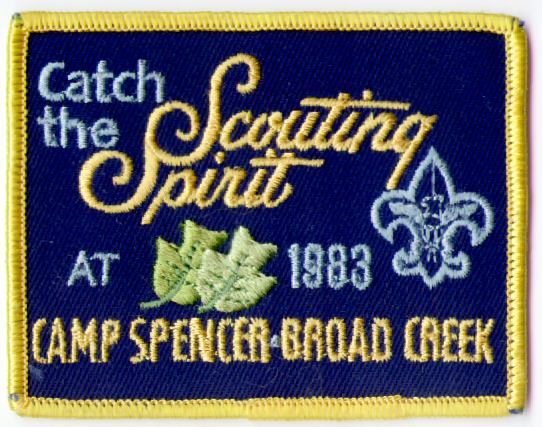 Catch
the
Scouting
Spirit
AT 1983
CAMP SPENCER-BROAD CREEK